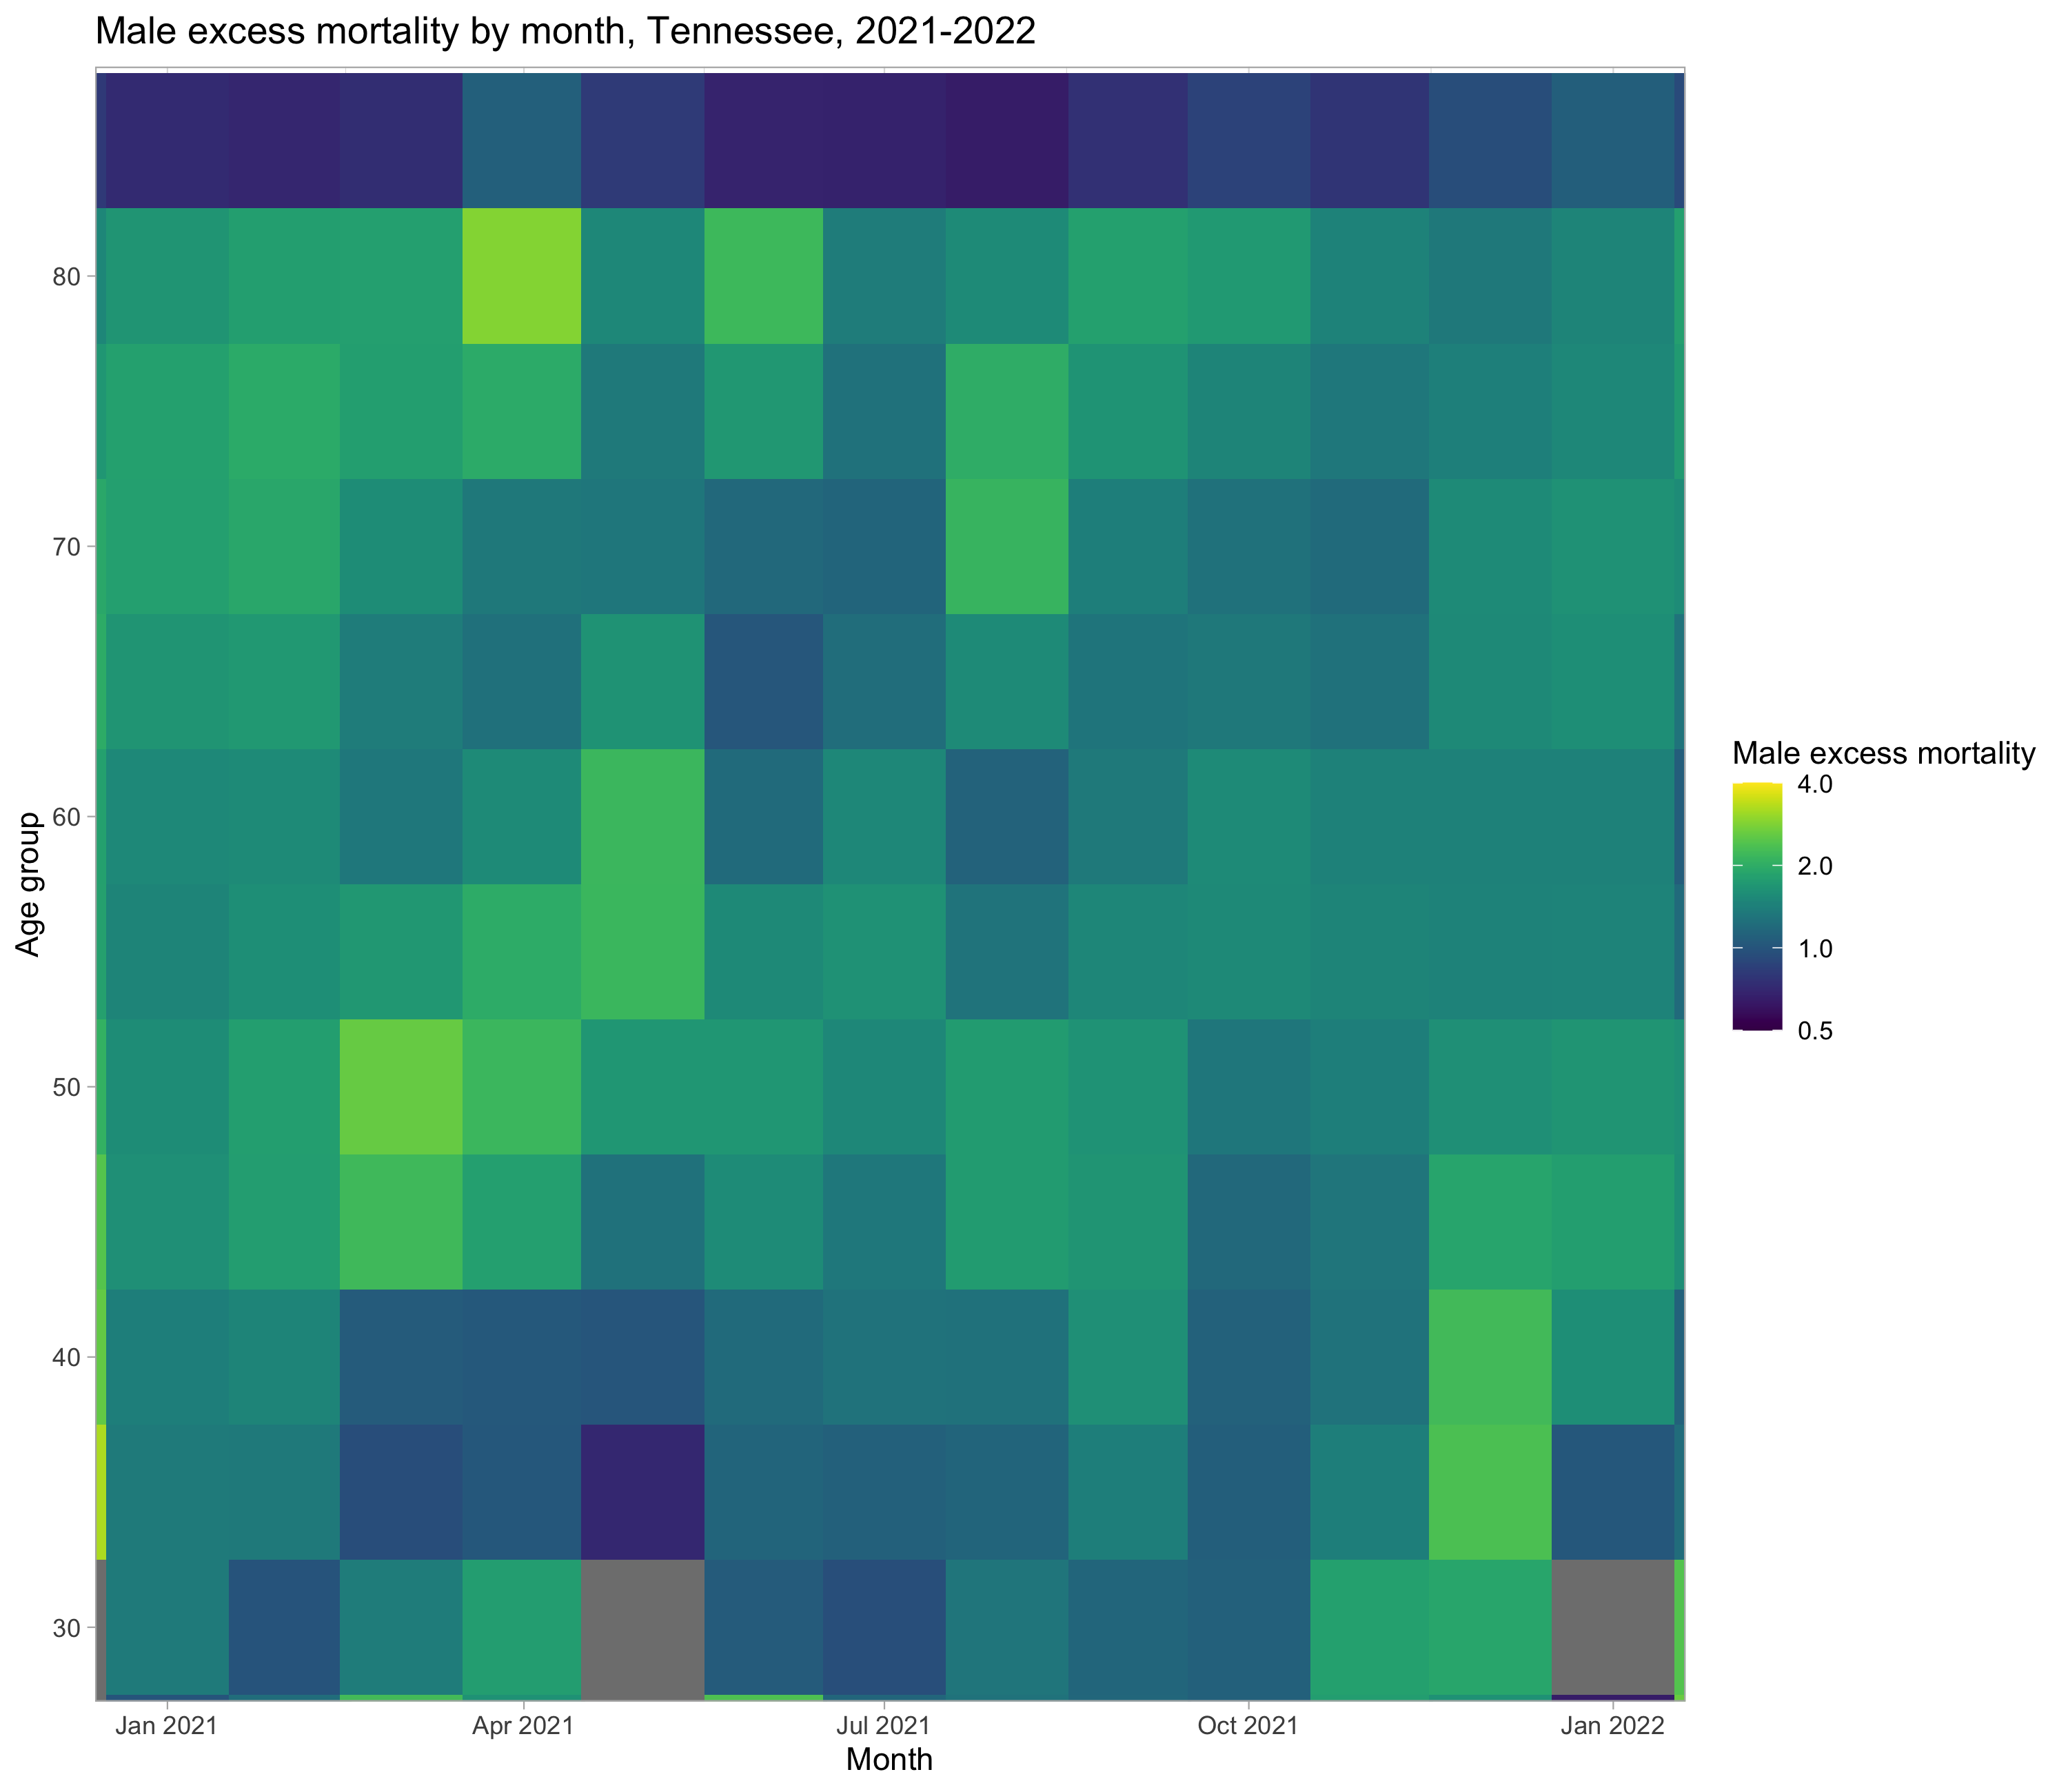 Male excess mortality by month, Tennessee, 2021-2022
80
70
60
50
40
30
Age group
Jan 2021
Apr 2021
Jul 2021
Oct 2021
Jan 2022
Month
Male excess mortality
4.0
2.0
1.0
0.5